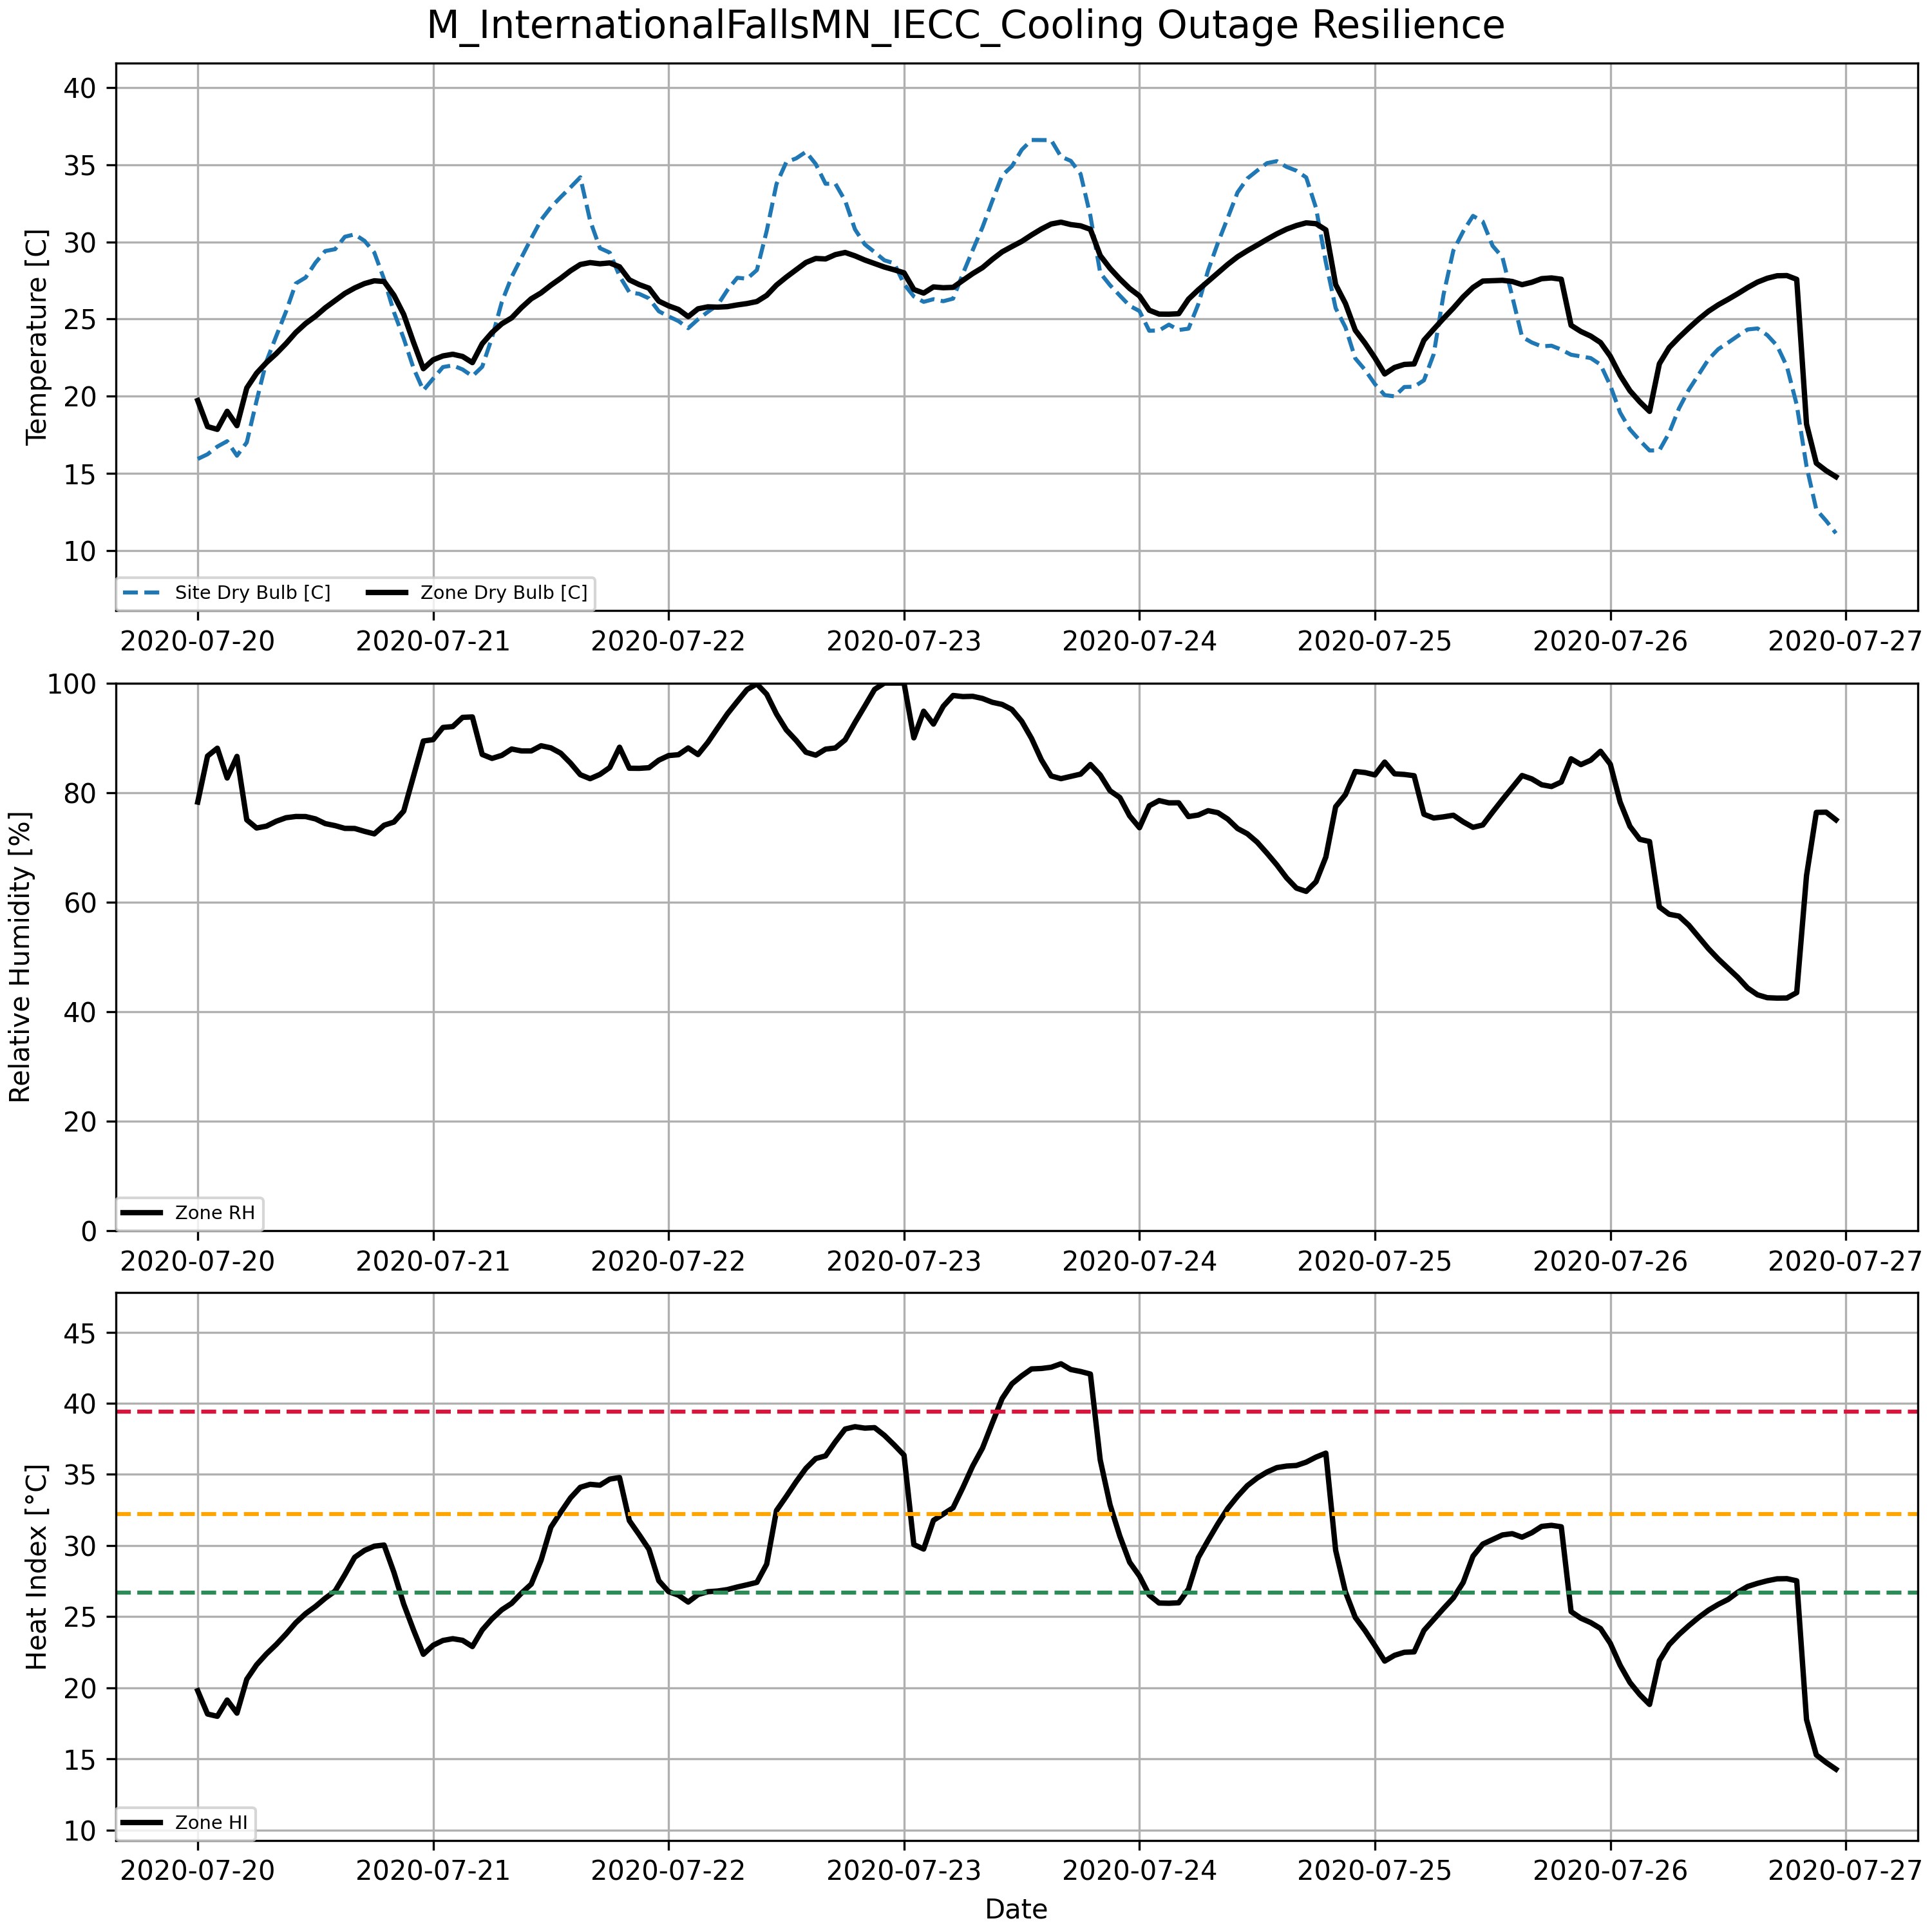 M_InternationalFallsMN_IECC_Cooling Outage Resilience
40
35
30
25
20
15
10
Temperature [C]
Site Dry Bulb [C] Zone Dry Bulb [C]
2020-07-20 2020-07-21 2020-07-22 2020-07-23 2020-07-24 2020-07-25 2020-07-26 2020-07-27
100
80
60
40
20
0
Relative Humidity [%]
Zone RH
2020-07-20 2020-07-21 2020-07-22 2020-07-23 2020-07-24 2020-07-25 2020-07-26 2020-07-27
45
40
35
30
25
20
15
10
Heat Index [°C]
Zone HI
2020-07-20 2020-07-21 2020-07-22 2020-07-23 2020-07-24 2020-07-25 2020-07-26 2020-07-27
Date